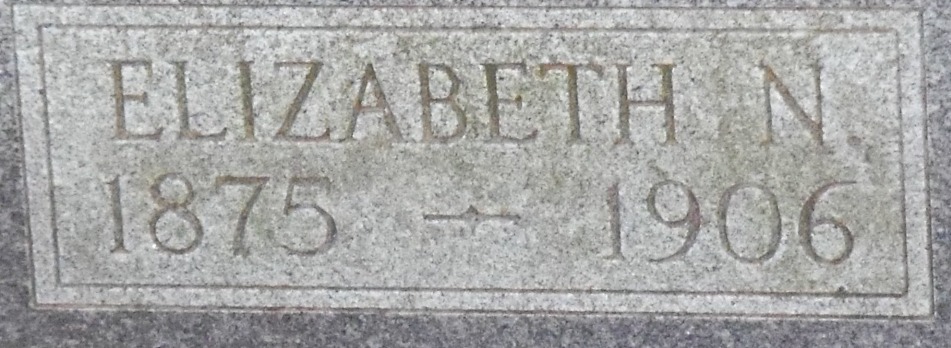 ELIZABETH N.
1875 - 1906